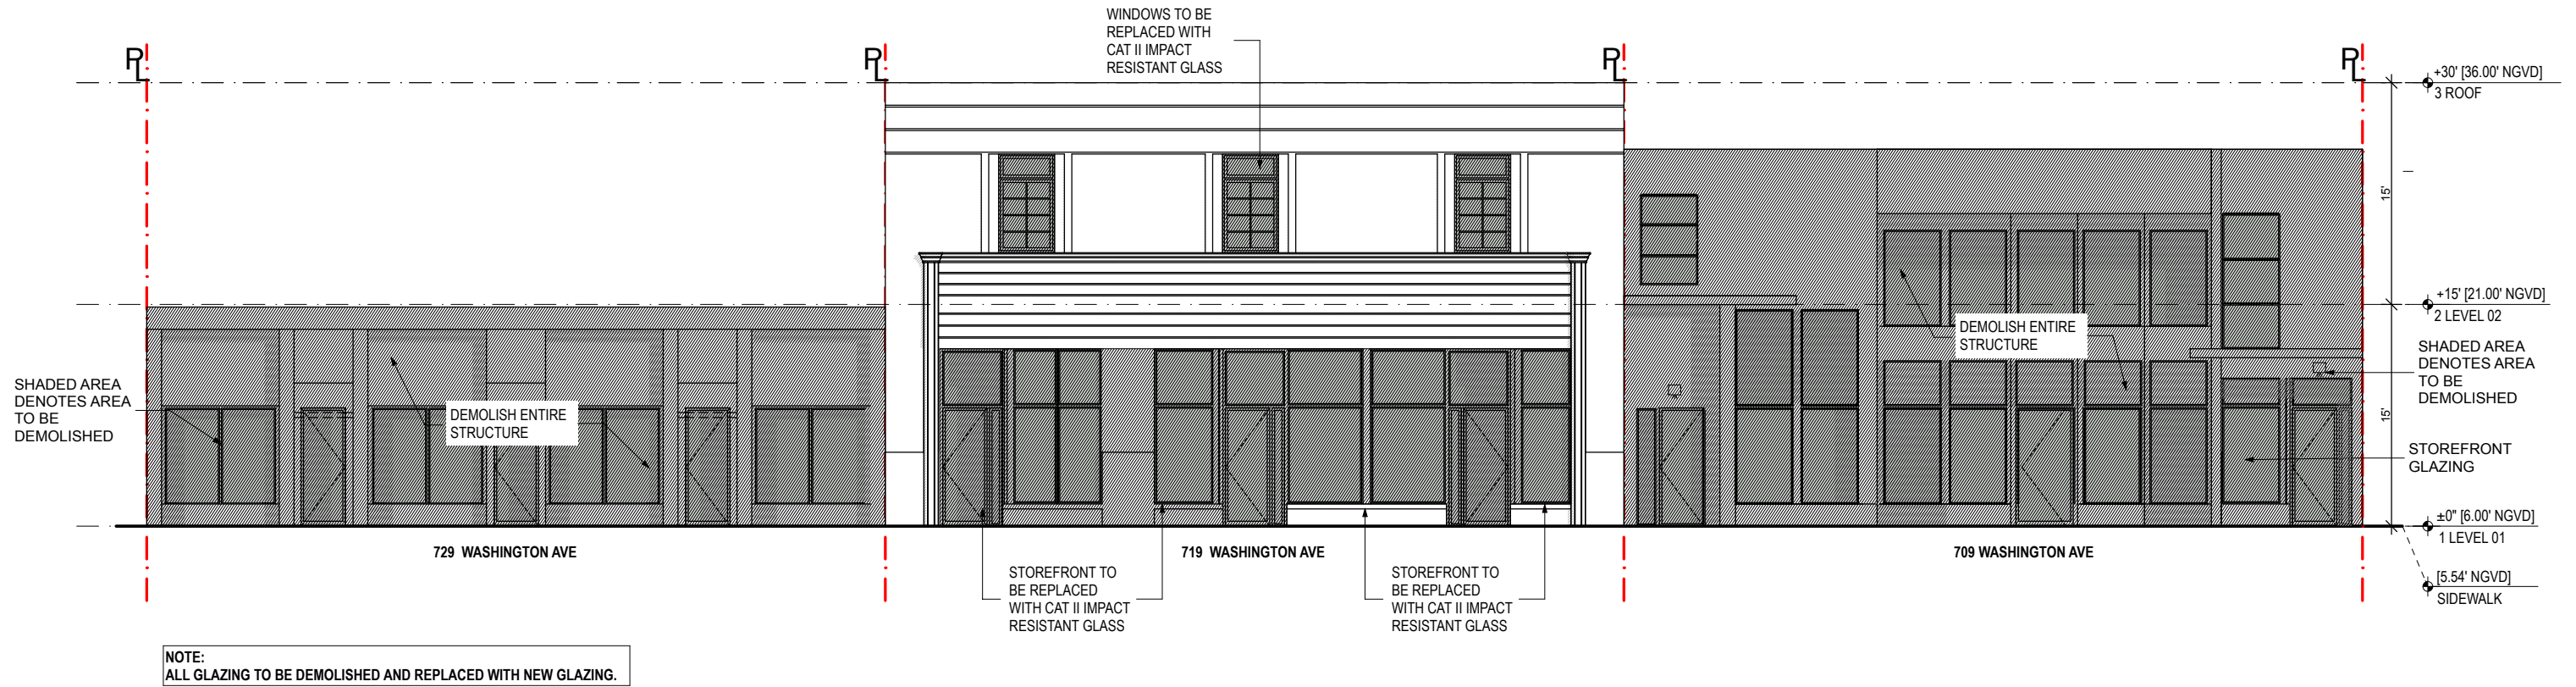 WINDOWS TO BE
REPLACED WITH
CAT II IMPACT
RESISTANT GLASS
PL
PL
PL
PL
+30' [36.00' NGVD]
3 ROOF
15'
+15' [21.00' NGVD]
2 LEVEL 02
DEMOLISH ENTIRE
STRUCTURE
SHADED AREA
DENOTES AREA
TO BE
DEMOLISHED
SHADED AREA
DENOTES AREA
TO BE
DEMOLISHED
DEMOLISH ENTIRE
STRUCTURE
15'
STOREFRONT
GLAZING
±0" [6.00' NGVD]
1 LEVEL 01
729 WASHINGTON AVE
719 WASHINGTON AVE
709 WASHINGTON AVE
STOREFRONT TO
BE REPLACED
WITH CAT II IMPACT
RESISTANT GLASS
STOREFRONT TO
BE REPLACED
WITH CAT II IMPACT
RESISTANT GLASS
[5.54' NGVD]
SIDEWALK
NOTE:
ALL GLAZING TO BE DEMOLISHED AND REPLACED WITH NEW GLAZING.